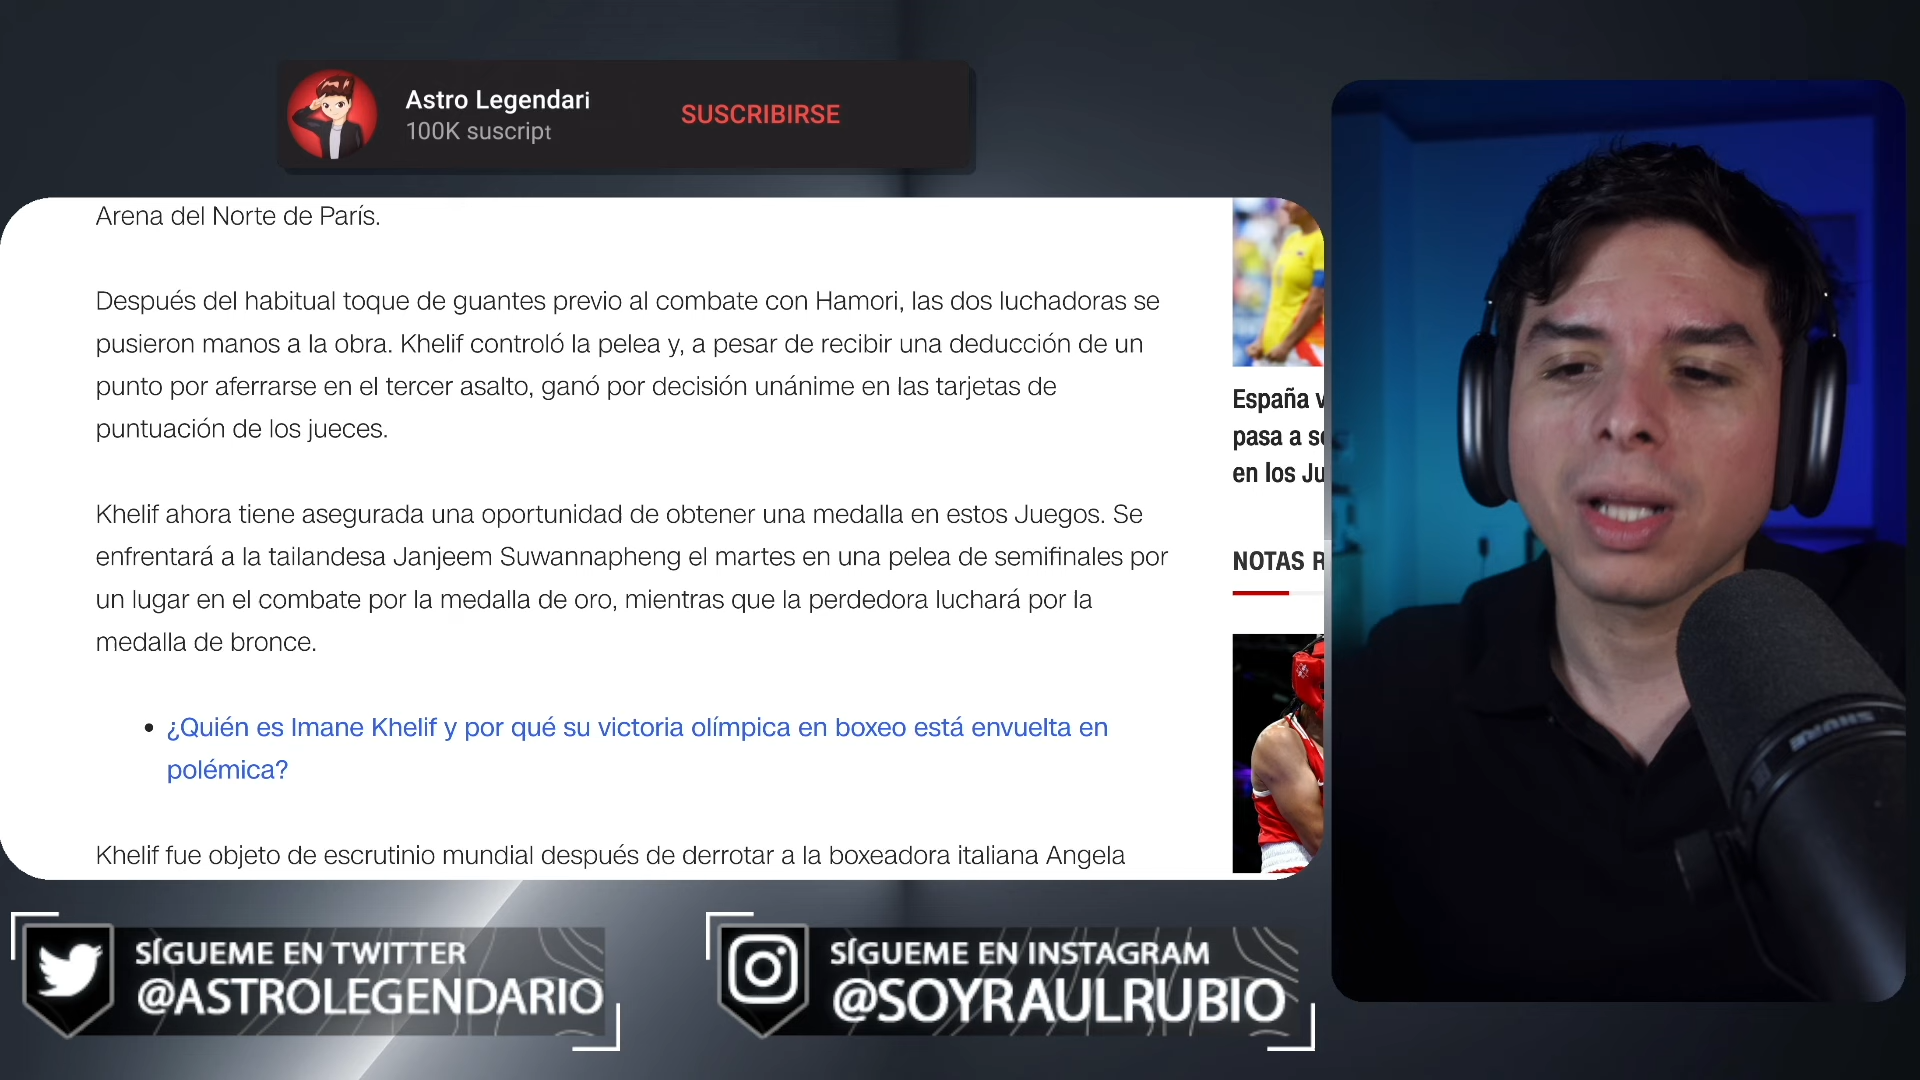 Astro Legendari
100K suscript
SUSCRIBIRSE
Arena del Norte de París.
Después del habitual toque de guantes previo al combate con Hamori, las dos luchadoras se
pusieron manos a la obra. Khelif controló la pelea y, a pesar de recibir una deducción de un
punto por aferrarse en el tercer asalto, ganó por decisión unánime en las tarjetas de
puntuación de los jueces.
Khelif ahora tiene asegurada una oportunidad de obtener una medalla en estos Juegos. Se
enfrentará a la tailandesa Janjeem Suwannapheng el martes en una pelea de semifinales por
un lugar en el combate por la medalla de oro, mientras que la perdedora luchará por la
medalla de bronce.
• ¿Quién es Imane Khelif y por qué su victoria olímpica en boxeo está envuelta en
polémica?
Khelif fue objeto de escrutinio mundial después de derrotar a la boxeadora italiana Angela
España v
pasa a s
en los Ju
NOTAS R
SHURE
SÍGUEME EN TWITTER
@ASTROLEGENDARIO
SÍGUEME EN INSTAGRAM
@SOYRAULRUBIO